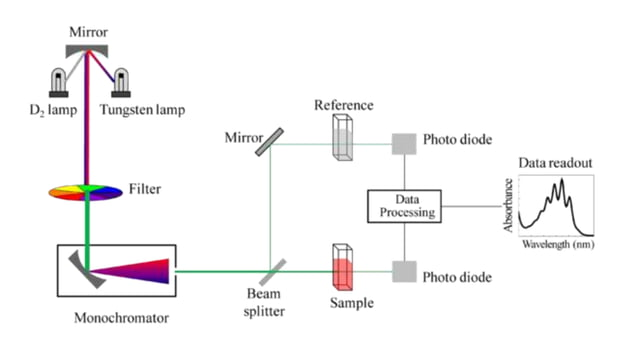 Mirror
D₂ lamp
Tungsten lamp
Filter
Monochromator
Mirror
Reference
Photo diode
Data
Processing
Data readout
Absorbance
Wavelength (nm)
Beam
splitter
Sample
Photo diode